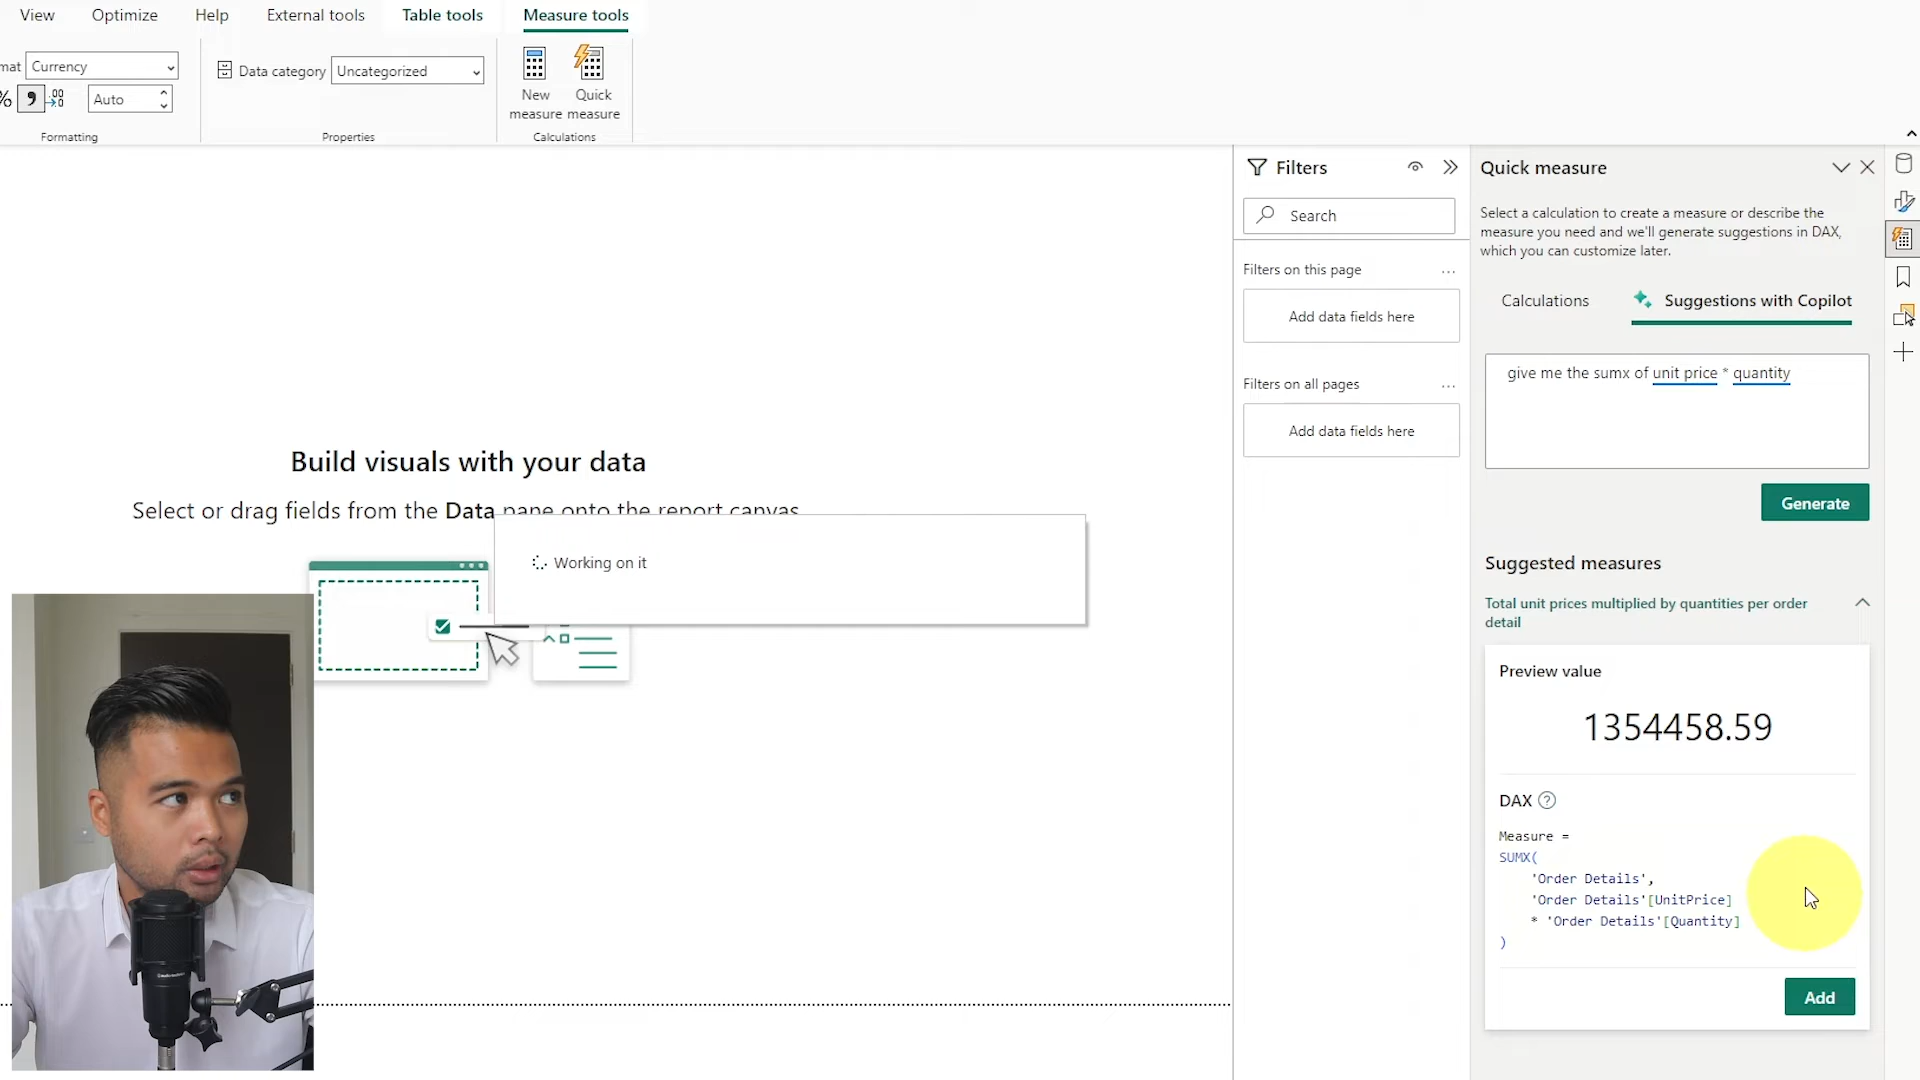 View Optimize Help External tools Table tools Measure tools
mat Currency
Data category Uncategorized
% , .00 Auto
New measure
Quick measure
Formatting
Properties
Calculations
Filters
Search
Filters on this page ...
Add data fields here
Filters on all pages ...
Add data fields here
Build visuals with your data
Select or drag fields from the Data pane onto the report canvas
Working on it
Quick measure
Select a calculation to create a measure or describe the
measure you need and we'll generate suggestions in DAX,
which you can customize later.
Calculations Suggestions with Copilot
give me the sumx of unit price * quantity
Generate
Suggested measures
Total unit prices multiplied by quantities per order
detail
Preview value
1354458.59
DAX ?
Measure =
SUMX(
'Order Details',
'Order Details'[UnitPrice]
* 'Order Details'[Quantity]
)
Add